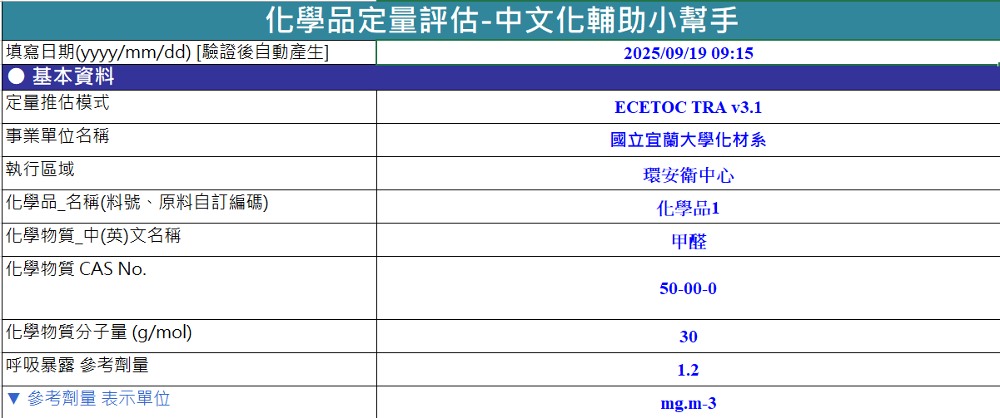 化學品定量評估-中文化輔助小幫手
填寫日期(yyyy/mm/dd) [驗證後自動產生] 2025/09/19 09:15
● 基本資料
定量推估模式 ECETOC TRA v3.1
事業單位名稱 國立宜蘭大學化材系
執行區域 環安衛中心
化學品_名稱(料號、原料自訂編碼) 化學品1
化學物質_中(英)文名稱 甲醛
化學物質 CAS No. 50-00-0
化學物質分子量 (g/mol) 30
呼吸暴露 參考劑量 1.2
▼ 參考劑量 表示單位 mg.m-3